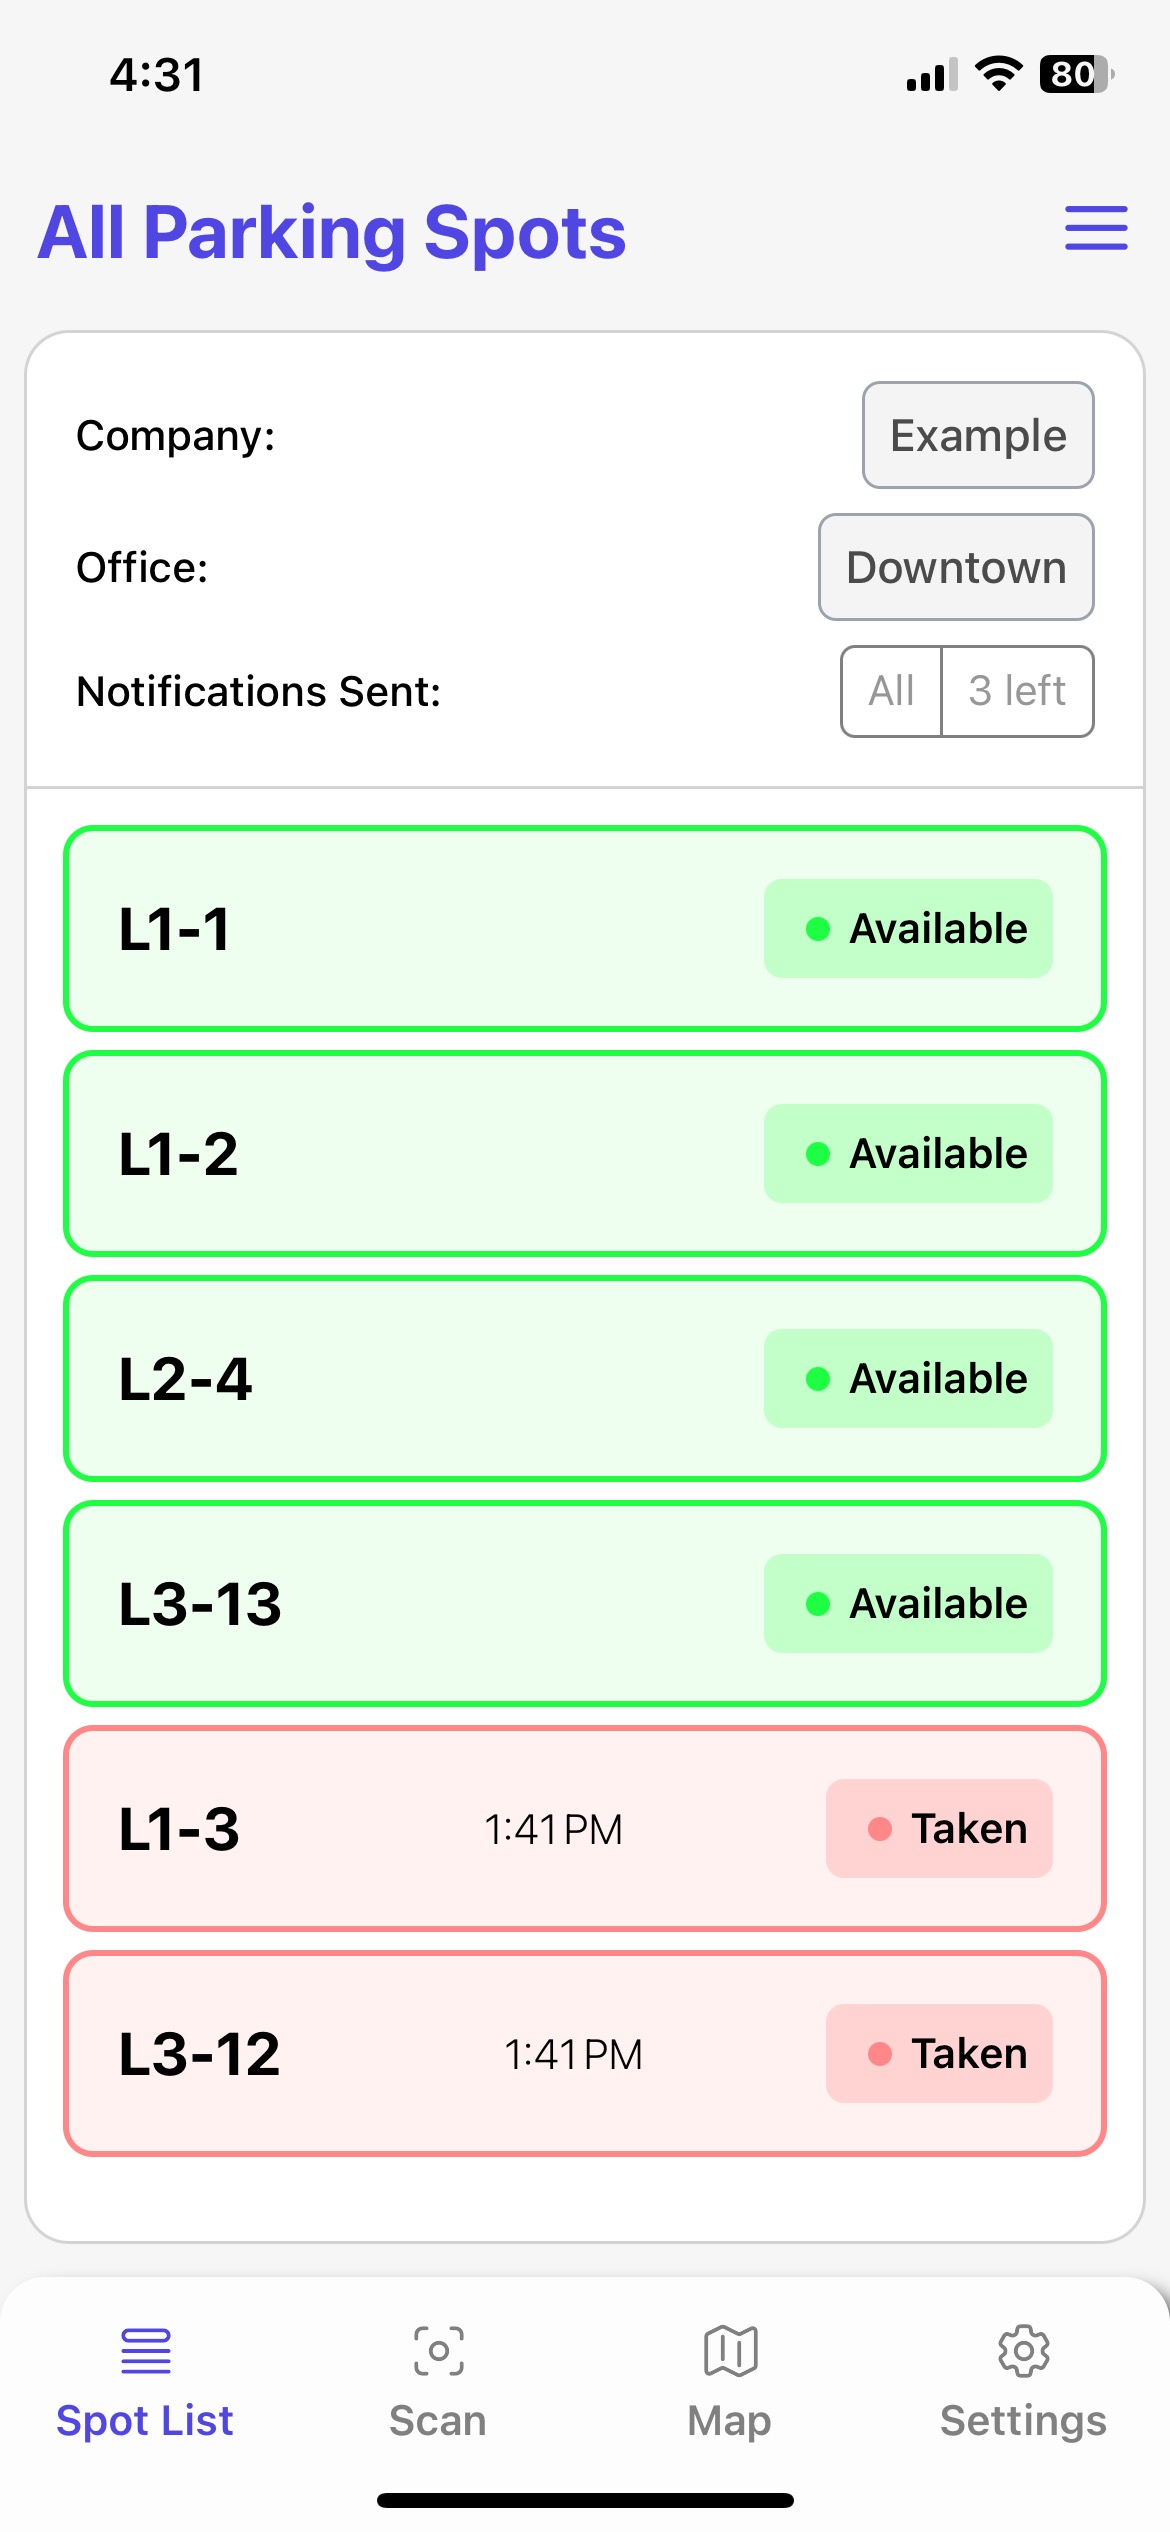 4:31
80
All Parking Spots
Company: Example
Office: Downtown
Notifications Sent: All 3 left
L1-1 Available
L1-2 Available
L2-4 Available
L3-13 Available
L1-3 1:41 PM Taken
L3-12 1:41 PM Taken
Spot List Scan Map Settings